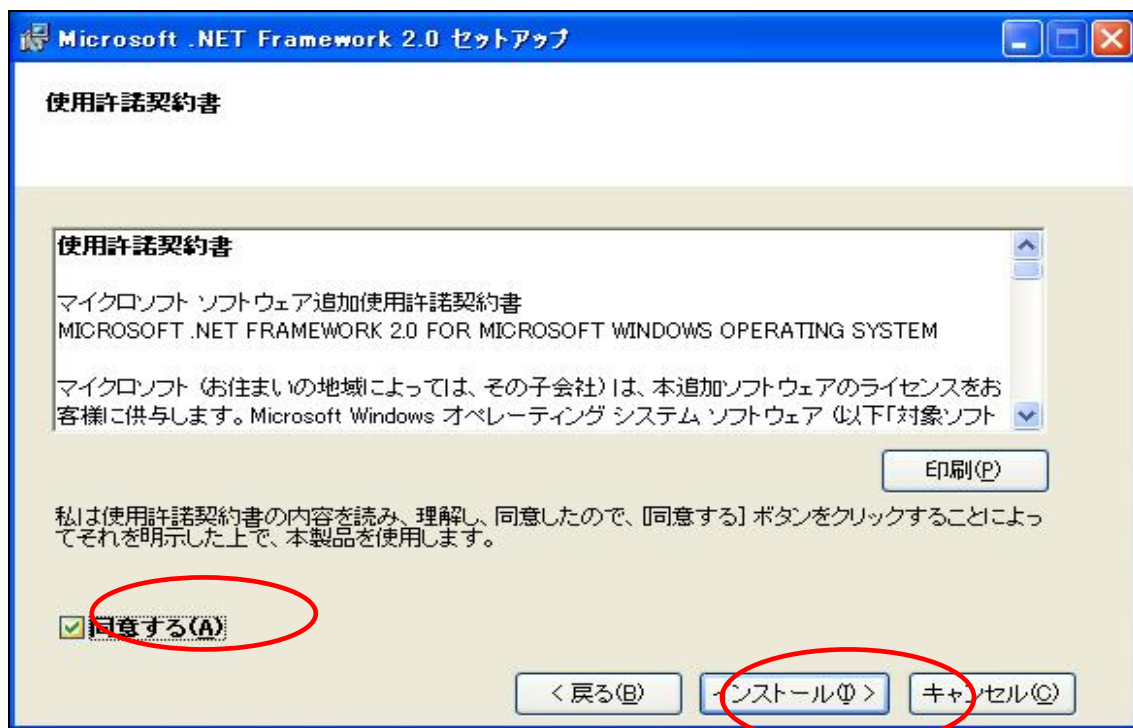 Microsoft .NET Framework 2.0 セットアップ
使用許諾契約書
使用許諾契約書
マイクロソフト ソフトウェア追加使用許諾契約書
MICROSOFT .NET FRAMEWORK 2.0 FOR MICROSOFT WINDOWS OPERATING SYSTEM
マイクロソフト (お住まいの地域によっては、その子会社) は、本追加ソフトウェアのライセンスをお
客様に供与します。Microsoft Windows オペレーティング システム ソフトウェア (以下「対象ソフト
印刷(P)
私は使用許諾契約書の内容を読み、理解し、同意したので、[同意する] ボタンをクリックすることによっ
てそれを明示した上で、本製品を使用します。
同意する(A)
< 戻る(B) インストール(I) > キャンセル(C)